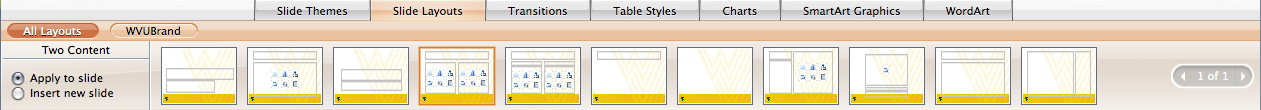 Slide Themes
Slide Layouts
Transitions
Table Styles
Charts
SmartArt Graphics
WordArt
All Layouts
WVUBrand
Two Content
Apply to slide
Insert new slide
1 of 1